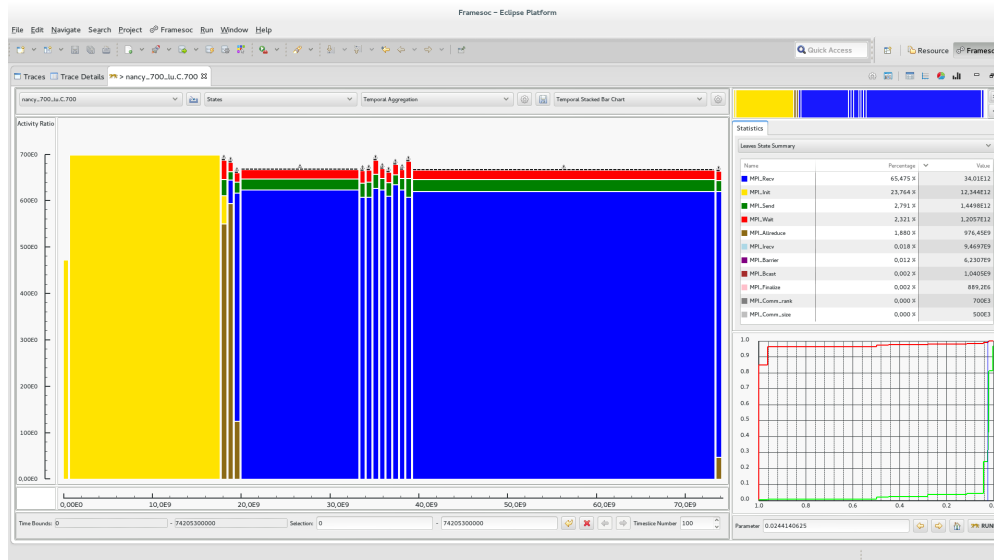 Framesoc - Eclipse Platform
File Edit Navigate Search Project Framesoc Run Window Help
Quick Access Resource Framesoc
Traces Trace Details > nancy_700_lu.C.700
nancy_700_lu.C.700 States Temporal Aggregation Temporal Stacked Bar Chart
Activity Ratio
700E0
600E0
500E0
400E0
300E0
200E0
100E0
0,00E0
0,00E0 10,0E9 20,0E9 30,0E9 40,0E9 50,0E9 60,0E9 70,0E9
Time Bounds: 0 - 74205300000 Selection: 0 - 74205300000 Timeslice Number 100
Statistics
Leaves State Summary
Name Percentage Value
MPI_Recv 65,475 % 34,01E12
MPI_Init 23,764 % 12,344E12
MPI_Send 2,791 % 1,4498E12
MPI_Wait 2,321 % 1,2057E12
MPI_Allreduce 1,880 % 976,45E9
MPI_Irecv 0,018 % 9,4697E9
MPI_Barrier 0,012 % 6,2307E9
MPI_Bcast 0,002 % 1,0405E9
MPI_Finalize 0,002 % 889,2E6
MPI_Comm_rank 0,000 % 700E3
MPI_Comm_size 0,000 % 500E3
1.0
0.9
0.8
0.7
0.6
0.5
0.4
0.3
0.2
0.1
0.0
1.0 0.8 0.6 0.4 0.2 0.
Parameter 0.0244140625 RUN